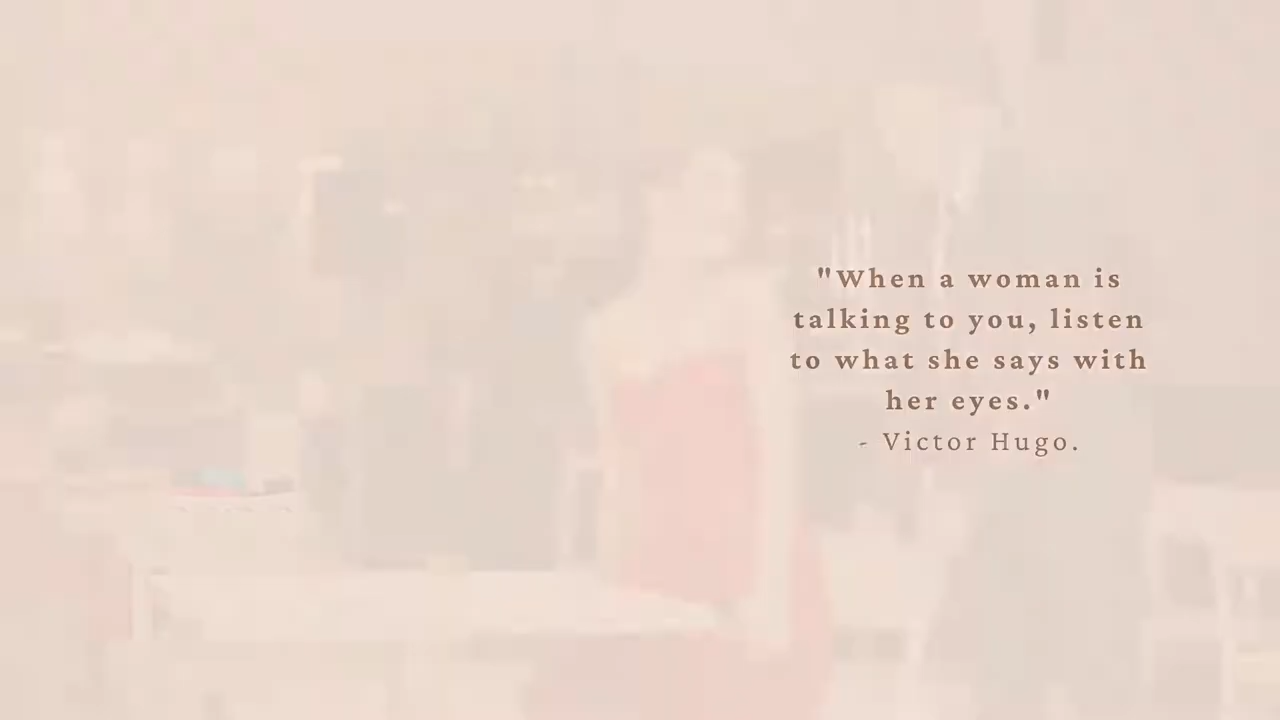 "When a woman is
talking to you, listen
to what she says with
her eyes."
- Victor Hugo.